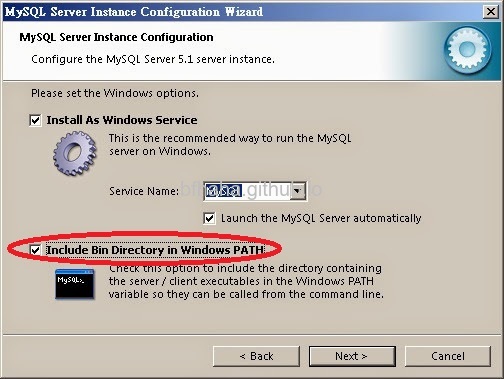 MySQL Server Instance Configuration Wizard
MySQL Server Instance Configuration
Configure the MySQL Server 5.1 server instance.
Please set the Windows options.
Install As Windows Service
This is the recommended way to run the MySQL
server on Windows.
Service Name: MySQL
Launch the MySQL Server automatically
Include Bin Directory in Windows PATH
Check this option to include the directory containing
the server / client executables in the Windows PATH
variable so they can be called from the command line.
MySQL>
< Back Next > Cancel